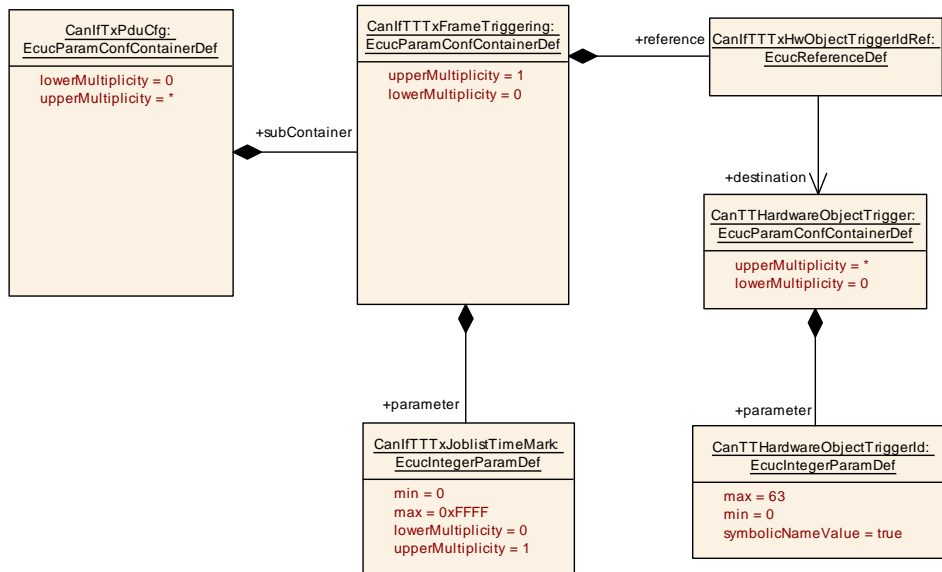 CanIfTxPduCfg:
EcucParamConfContainerDef
lowerMultiplicity = 0
upperMultiplicity = *
+subContainer
CanIfTTTxFrameTriggering:
EcucParamConfContainerDef
upperMultiplicity = 1
lowerMultiplicity = 0
+reference
CanIfTTTxHwObjectTriggerIdRef:
EcucReferenceDef
+destination
CanTTHardwareObjectTrigger:
EcucParamConfContainerDef
upperMultiplicity = *
lowerMultiplicity = 0
+parameter
CanIfTTTxJoblistTimeMark:
EcucIntegerParamDef
min = 0
max = 0xFFFF
lowerMultiplicity = 0
upperMultiplicity = 1
+parameter
CanTTHardwareObjectTriggerId:
EcucIntegerParamDef
max = 63
min = 0
symbolicNameValue = true